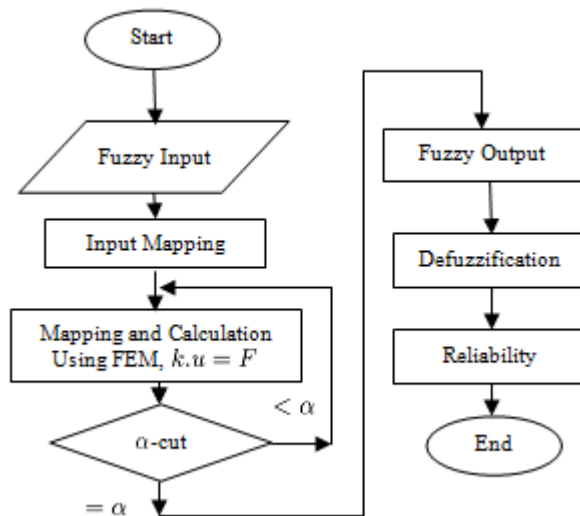 Start
Fuzzy Input
Input Mapping
Mapping and Calculation
Using FEM, k.u = F
< α
α-cut
= α
Fuzzy Output
Defuzzification
Reliability
End